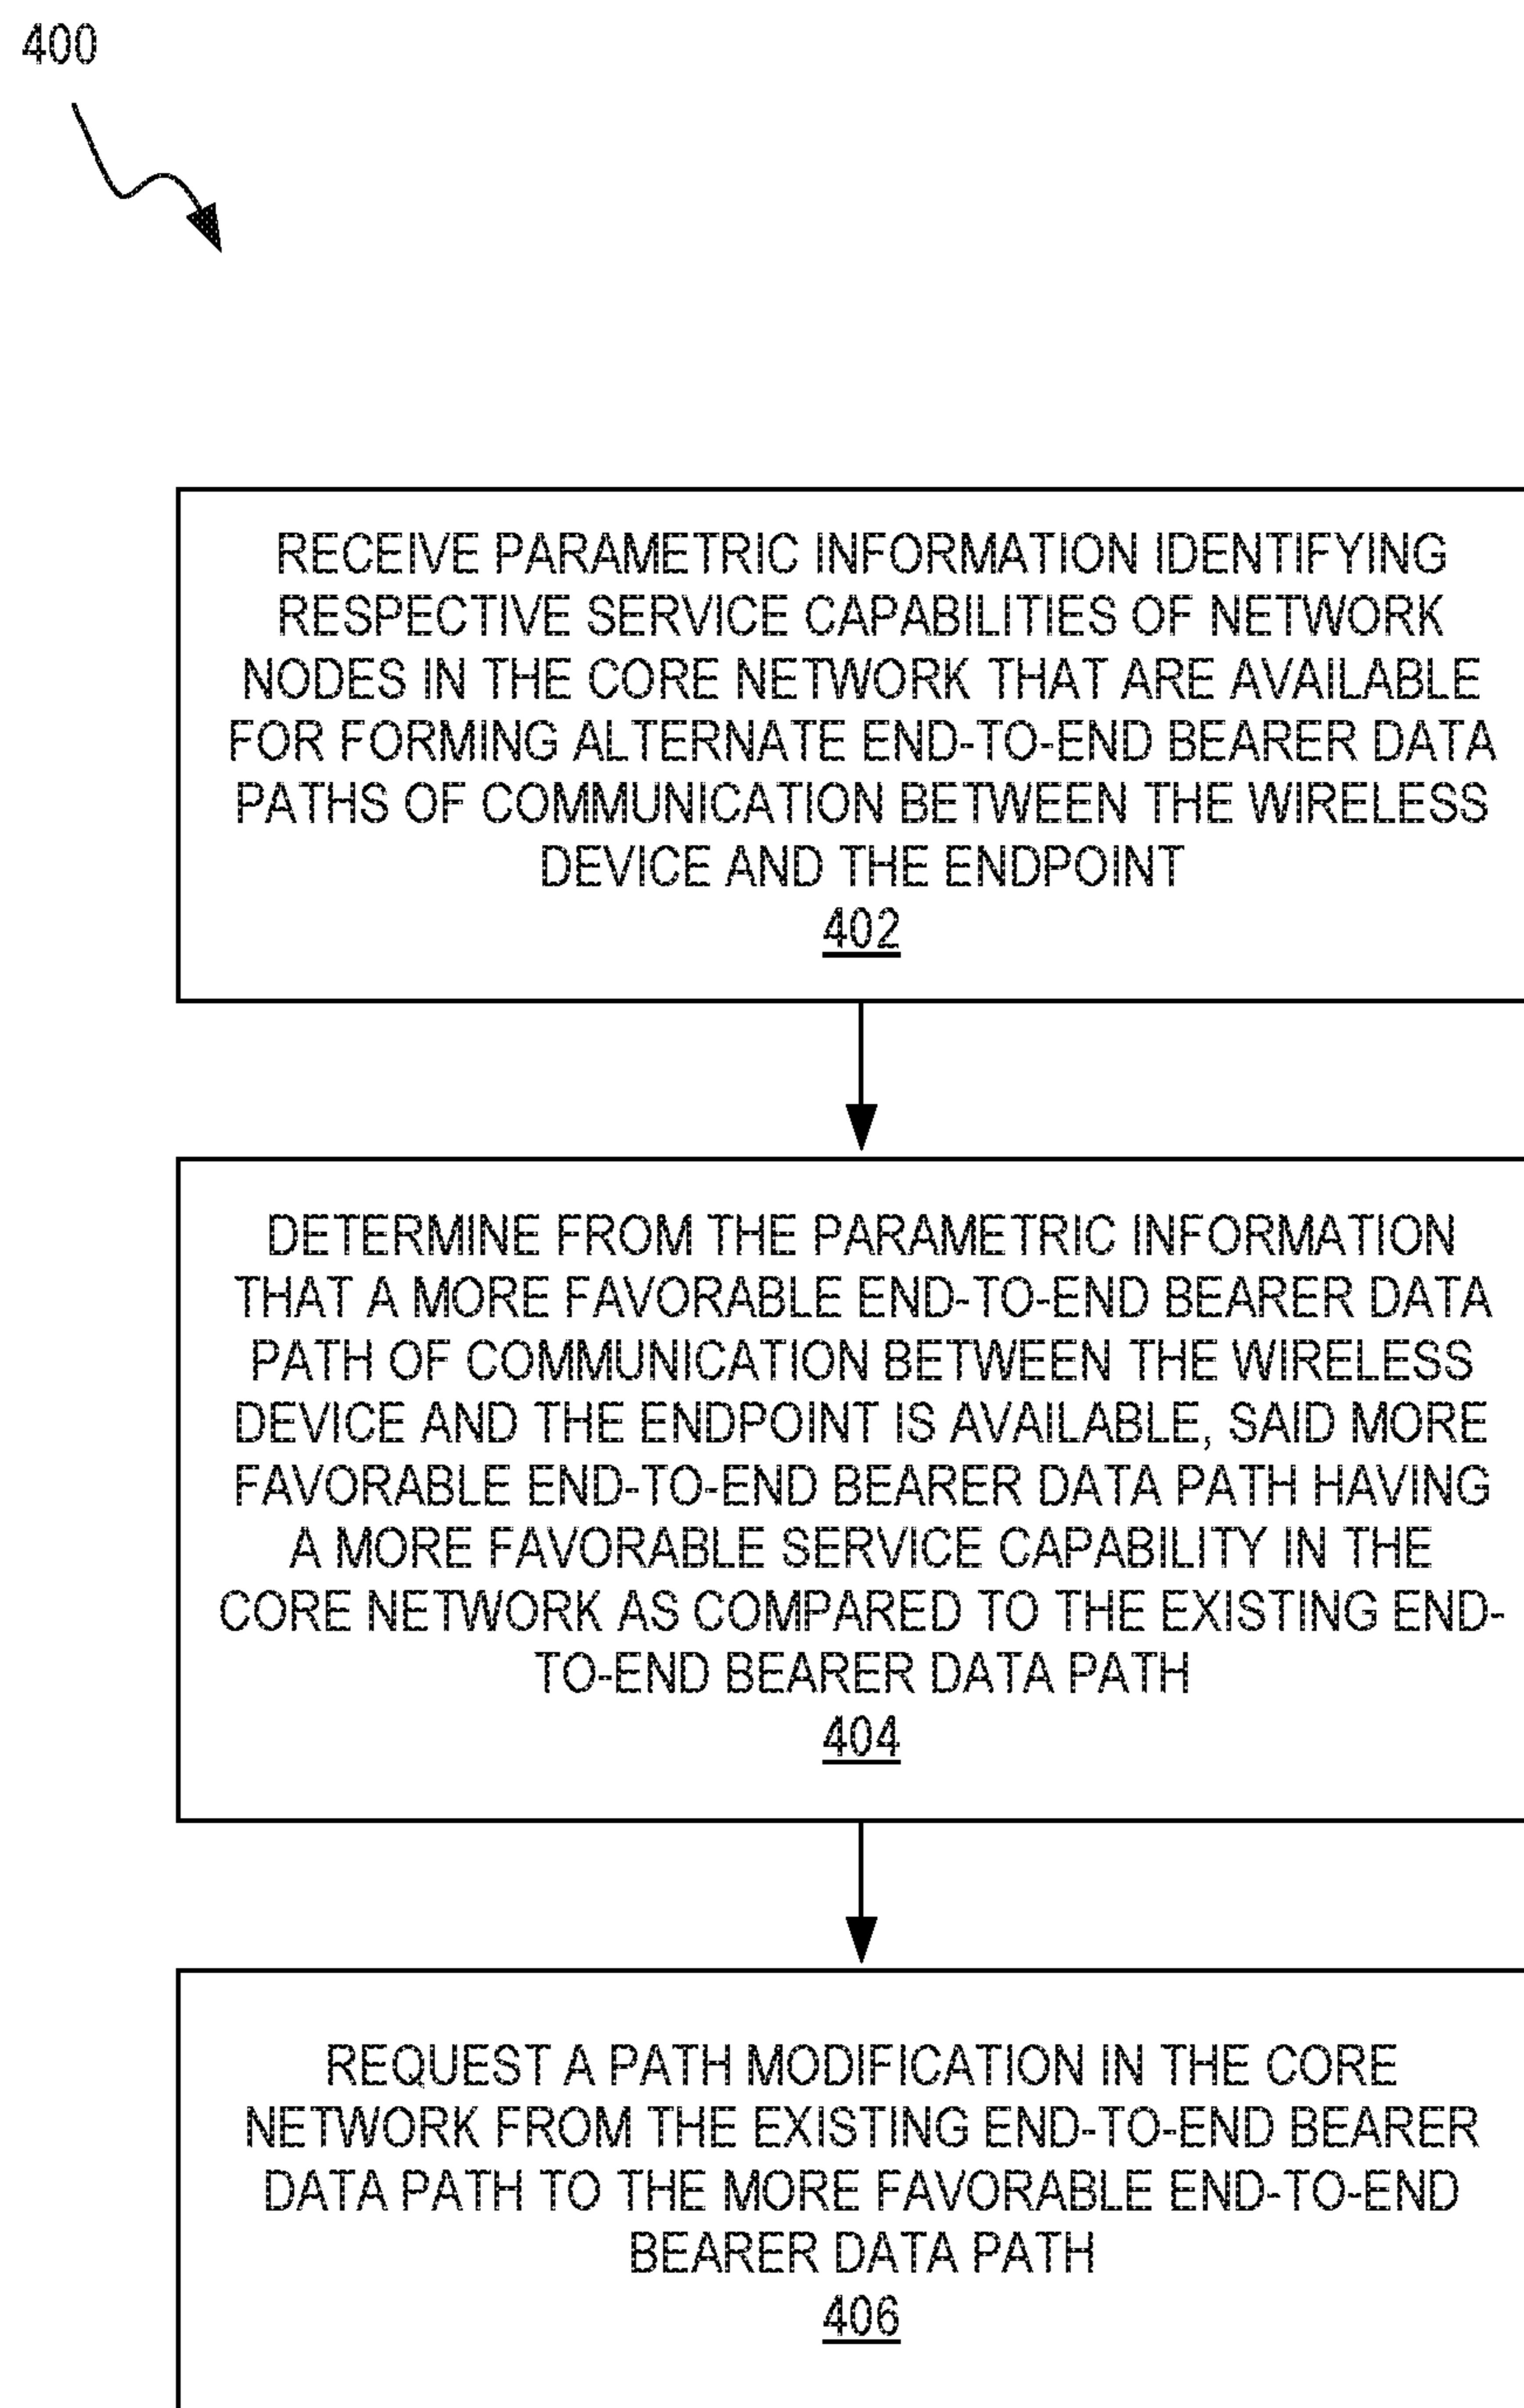 400
RECEIVE PARAMETRIC INFORMATION IDENTIFYING
RESPECTIVE SERVICE CAPABILITIES OF NETWORK
NODES IN THE CORE NETWORK THAT ARE AVAILABLE
FOR FORMING ALTERNATE END-TO-END BEARER DATA
PATHS OF COMMUNICATION BETWEEN THE WIRELESS
DEVICE AND THE ENDPOINT
402
DETERMINE FROM THE PARAMETRIC INFORMATION
THAT A MORE FAVORABLE END-TO-END BEARER DATA
PATH OF COMMUNICATION BETWEEN THE WIRELESS
DEVICE AND THE ENDPOINT IS AVAILABLE, SAID MORE
FAVORABLE END-TO-END BEARER DATA PATH HAVING
A MORE FAVORABLE SERVICE CAPABILITY IN THE
CORE NETWORK AS COMPARED TO THE EXISTING END-
TO-END BEARER DATA PATH
404
REQUEST A PATH MODIFICATION IN THE CORE
NETWORK FROM THE EXISTING END-TO-END BEARER
DATA PATH TO THE MORE FAVORABLE END-TO-END
BEARER DATA PATH
406